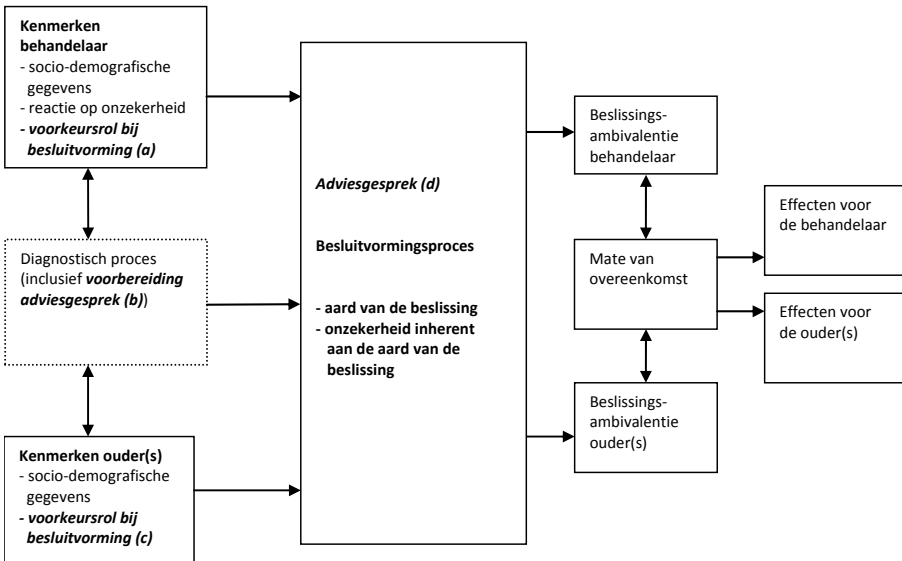 Kenmerken
behandelaar
- socio-demografische
gegevens
- reactie op onzekerheid
- voorkeursrol bij
besluitvorming (a)
Diagnostisch proces
(inclusief voorbereiding
adviesgesprek (b))
Kenmerken ouder(s)
- socio-demografische
gegevens
- voorkeursrol bij
besluitvorming (c)
Adviesgesprek (d)
Besluitvormingsproces
- aard van de beslissing
- onzekerheid inherent
aan de aard van de
beslissing
Beslissings-
ambivalentie
behandelaar
Mate van
overeenkomst
Beslissings-
ambivalentie
ouder(s)
Effecten voor
de behandelaar
Effecten voor
de ouder(s)